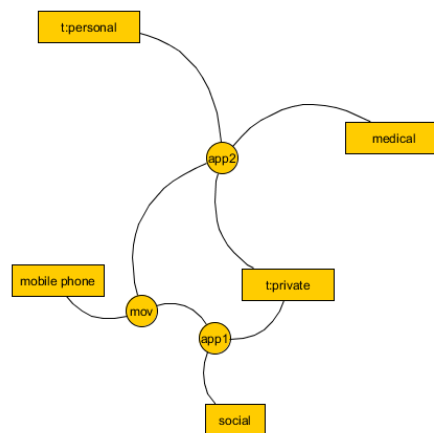 t:personal
medical
app2
mobile phone
t:private
mov
app1
social